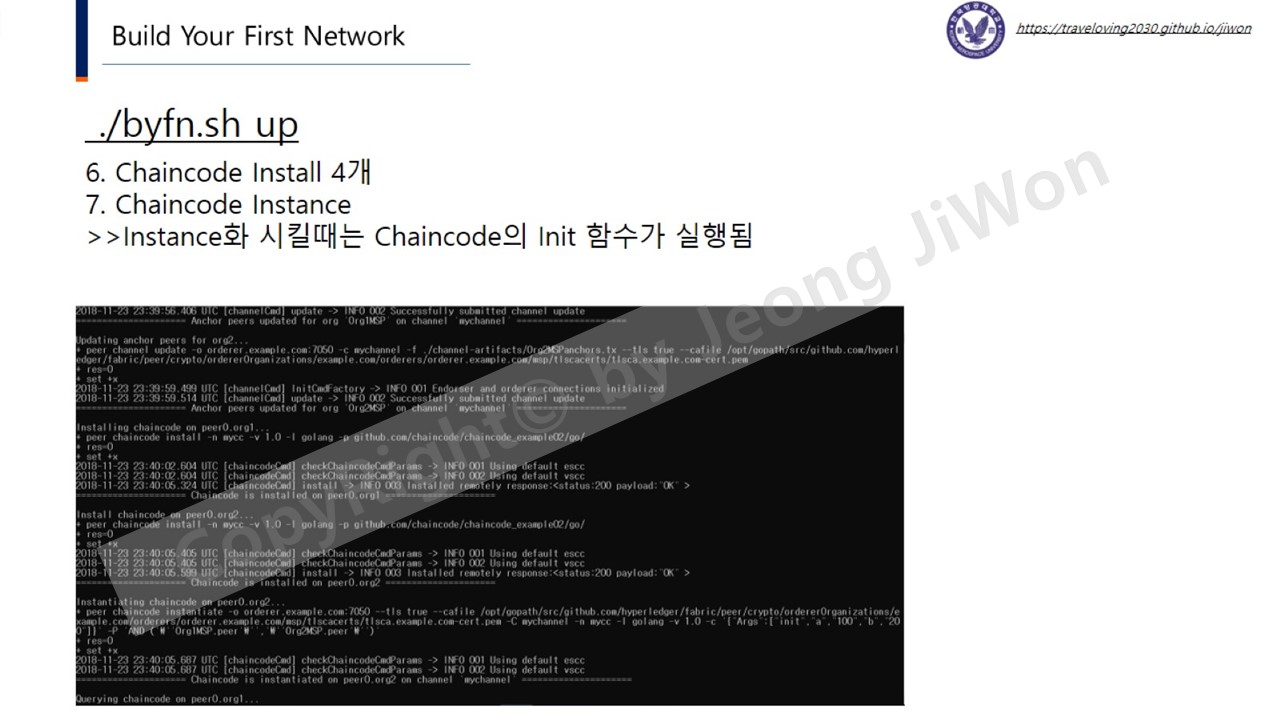 Build Your First Network
https://traveloving2030.github.io/jiwon
./byfn.sh up
6. Chaincode Install 4개
7. Chaincode Instance
>>Instance화 시킬때는 Chaincode의 Init 함수가 실행됨
CopyRight© by Jeong JiWon
2018-11-23 23:39:56.406 UTC [channelCmd] update -> INFO 002 Successfully submitted channel update
===================== Anchor peers updated for org 'Org1MSP' on channel 'mychannel' =====================
Updating anchor peers for org2...
+ peer channel update -o orderer.example.com:7050 -c mychannel -f ./channel-artifacts/Org2MSPanchors.tx --tls true --cafile /opt/gopath/src/github.com/hyperl
edger/fabric/peer/crypto/ordererOrganizations/example.com/orderers/orderer.example.com/msp/tlscacerts/tlsca.example.com-cert.pem
+ res=0
+ set +x
2018-11-23 23:39:59.499 UTC [channelCmd] InitCmdFactory -> INFO 001 Endorser and orderer connections initialized
2018-11-23 23:39:59.514 UTC [channelCmd] update -> INFO 002 Successfully submitted channel update
===================== Anchor peers updated for org 'Org2MSP' on channel 'mychannel' =====================
Installing chaincode on peer0.org1...
+ peer chaincode install -n mycc -v 1.0 -l golang -p github.com/chaincode/chaincode_example02/go/
+ res=0
+ set +x
2018-11-23 23:40:02.604 UTC [chaincodeCmd] checkChaincodeCmdParams -> INFO 001 Using default escc
2018-11-23 23:40:02.604 UTC [chaincodeCmd] checkChaincodeCmdParams -> INFO 002 Using default vscc
2018-11-23 23:40:05.324 UTC [chaincodeCmd] install -> INFO 003 Installed remotely response:<status:200 payload:"OK" >
===================== Chaincode is installed on peer0.org1 =====================
Install chaincode on peer0.org2...
+ peer chaincode install -n mycc -v 1.0 -l golang -p github.com/chaincode/chaincode_example02/go/
+ res=0
+ set +x
2018-11-23 23:40:05.405 UTC [chaincodeCmd] checkChaincodeCmdParams -> INFO 001 Using default escc
2018-11-23 23:40:05.405 UTC [chaincodeCmd] checkChaincodeCmdParams -> INFO 002 Using default vscc
2018-11-23 23:40:05.599 UTC [chaincodeCmd] install -> INFO 003 Installed remotely response:<status:200 payload:"OK" >
===================== Chaincode is installed on peer0.org2 =====================
Instantiating chaincode on peer0.org2...
+ peer chaincode instantiate -o orderer.example.com:7050 --tls true --cafile /opt/gopath/src/github.com/hyperledger/fabric/peer/crypto/ordererOrganizations/e
xample.com/orderers/orderer.example.com/msp/tlscacerts/tlsca.example.com-cert.pem -C mychannel -n mycc -l golang -v 1.0 -c '{"Args":["init","a","100","b","20
0"]}' -P 'AND ('₩''Org1MSP.peer'₩'','₩''Org2MSP.peer'₩'')'
+ res=0
+ set +x
2018-11-23 23:40:05.687 UTC [chaincodeCmd] checkChaincodeCmdParams -> INFO 001 Using default escc
2018-11-23 23:40:05.687 UTC [chaincodeCmd] checkChaincodeCmdParams -> INFO 002 Using default vscc
===================== Chaincode is instantiated on peer0.org2 on channel 'mychannel' =====================
Querying chaincode on peer0.org1...